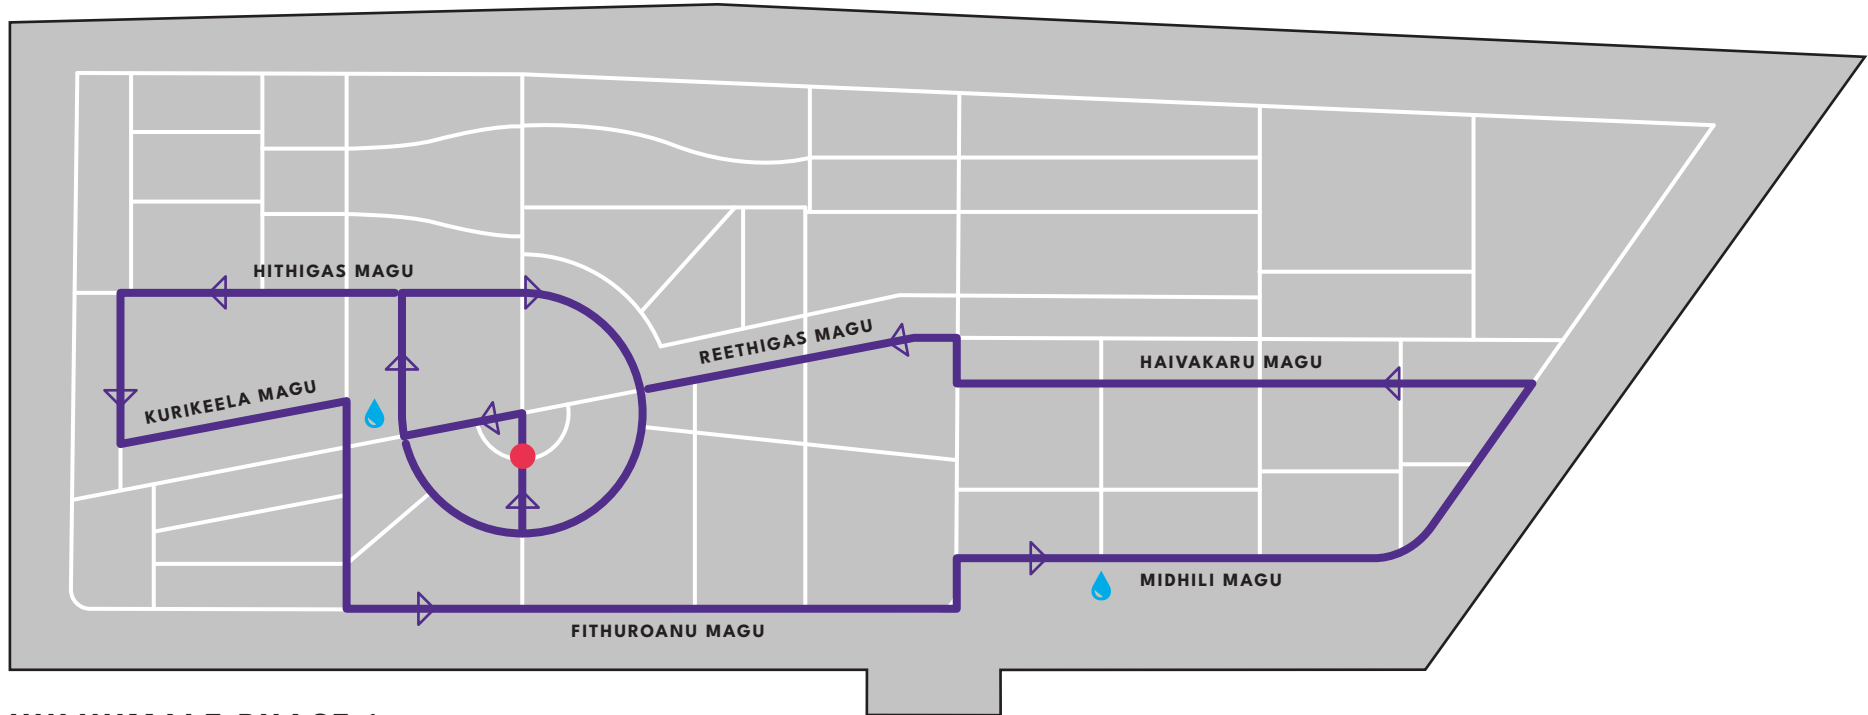 HITHIGAS MAGU
REETHIGAS MAGU
HAIVAKARU MAGU
KURIKEELA MAGU
MIDHILI MAGU
FITHUROANU MAGU